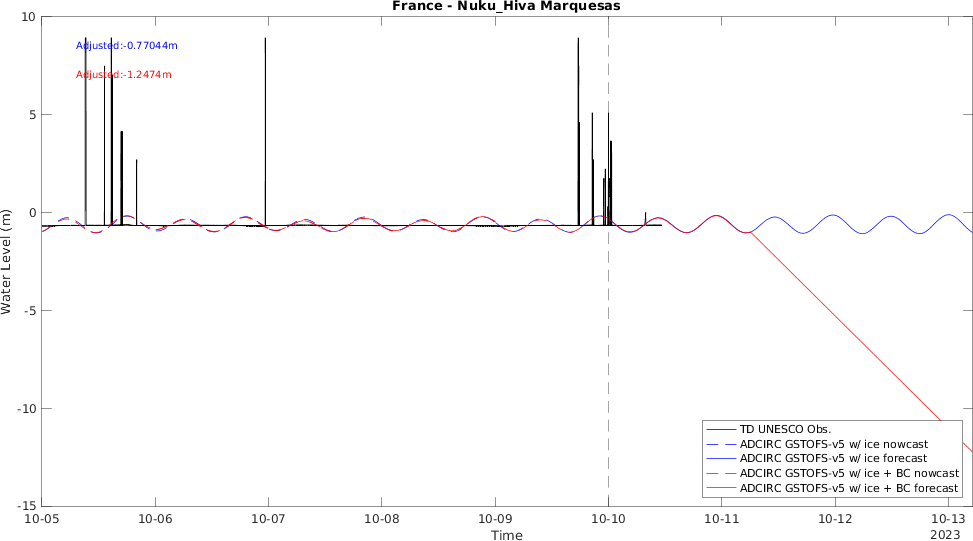 France - Nuku_Hiva Marquesas
10
Adjusted:-0.77044m
Adjusted:-1.2474m
5
0
Water Level (m)
-5
-10
-15
TD UNESCO Obs.
ADCIRC GSTOFS-v5 w/ ice nowcast
ADCIRC GSTOFS-v5 w/ ice forecast
ADCIRC GSTOFS-v5 w/ ice + BC nowcast
ADCIRC GSTOFS-v5 w/ ice + BC forecast
10-05 10-06 10-07 10-08 10-09 10-10 10-11 10-12 10-13
Time 2023